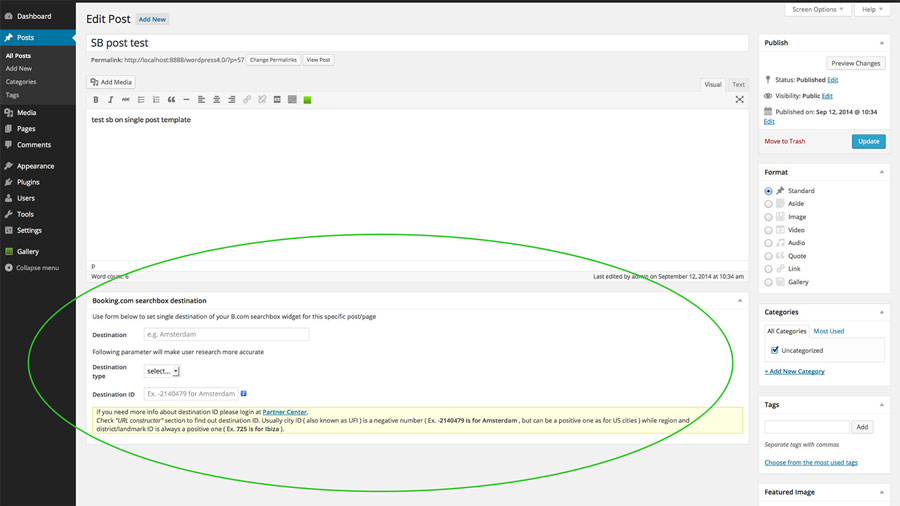 Screen Options
Help
Dashboard
Posts
All Posts
Add New
Categories
Tags
Media
Pages
Comments
Appearance
Plugins
Users
Tools
Settings
Gallery
Collapse menu
Edit Post Add New
SB post test
Permalink: http://localhost:8888/wordpress4.0/?p=57 Change Permalinks View Post
Add Media
Visual Text
B I ABC
test sb on single post template
P
Word count: 6 Last edited by admin on September 12, 2014 at 10:34 am
Booking.com searchbox destination
Use form below to set single destination of your B.com searchbox widget for this specific post/page
Destination e.g. Amsterdam
Following parameter will make user research more accurate
Destination
type select...
Destination ID Ex. -2140479 for Amsterdam i
If you need more info about destination ID please login at Partner Center.
Check "URL constructor" section to find out destination ID. Usually city ID ( also known as UFI ) is a negative number ( Ex. -2140479 is for Amsterdam , but can be a positive one as for US cities ) while region and
district/landmark ID is always a positive one ( Ex. 725 is for Ibiza ).
Publish
Preview Changes
Status: Published Edit
Visibility: Public Edit
Published on: Sep 12, 2014 @ 10:34
Edit
Move to Trash Update
Format
Standard
Aside
Image
Video
Audio
Quote
Link
Gallery
Categories
All Categories Most Used
Uncategorized
+ Add New Category
Tags
Add
Separate tags with commas
Choose from the most used tags
Featured Image